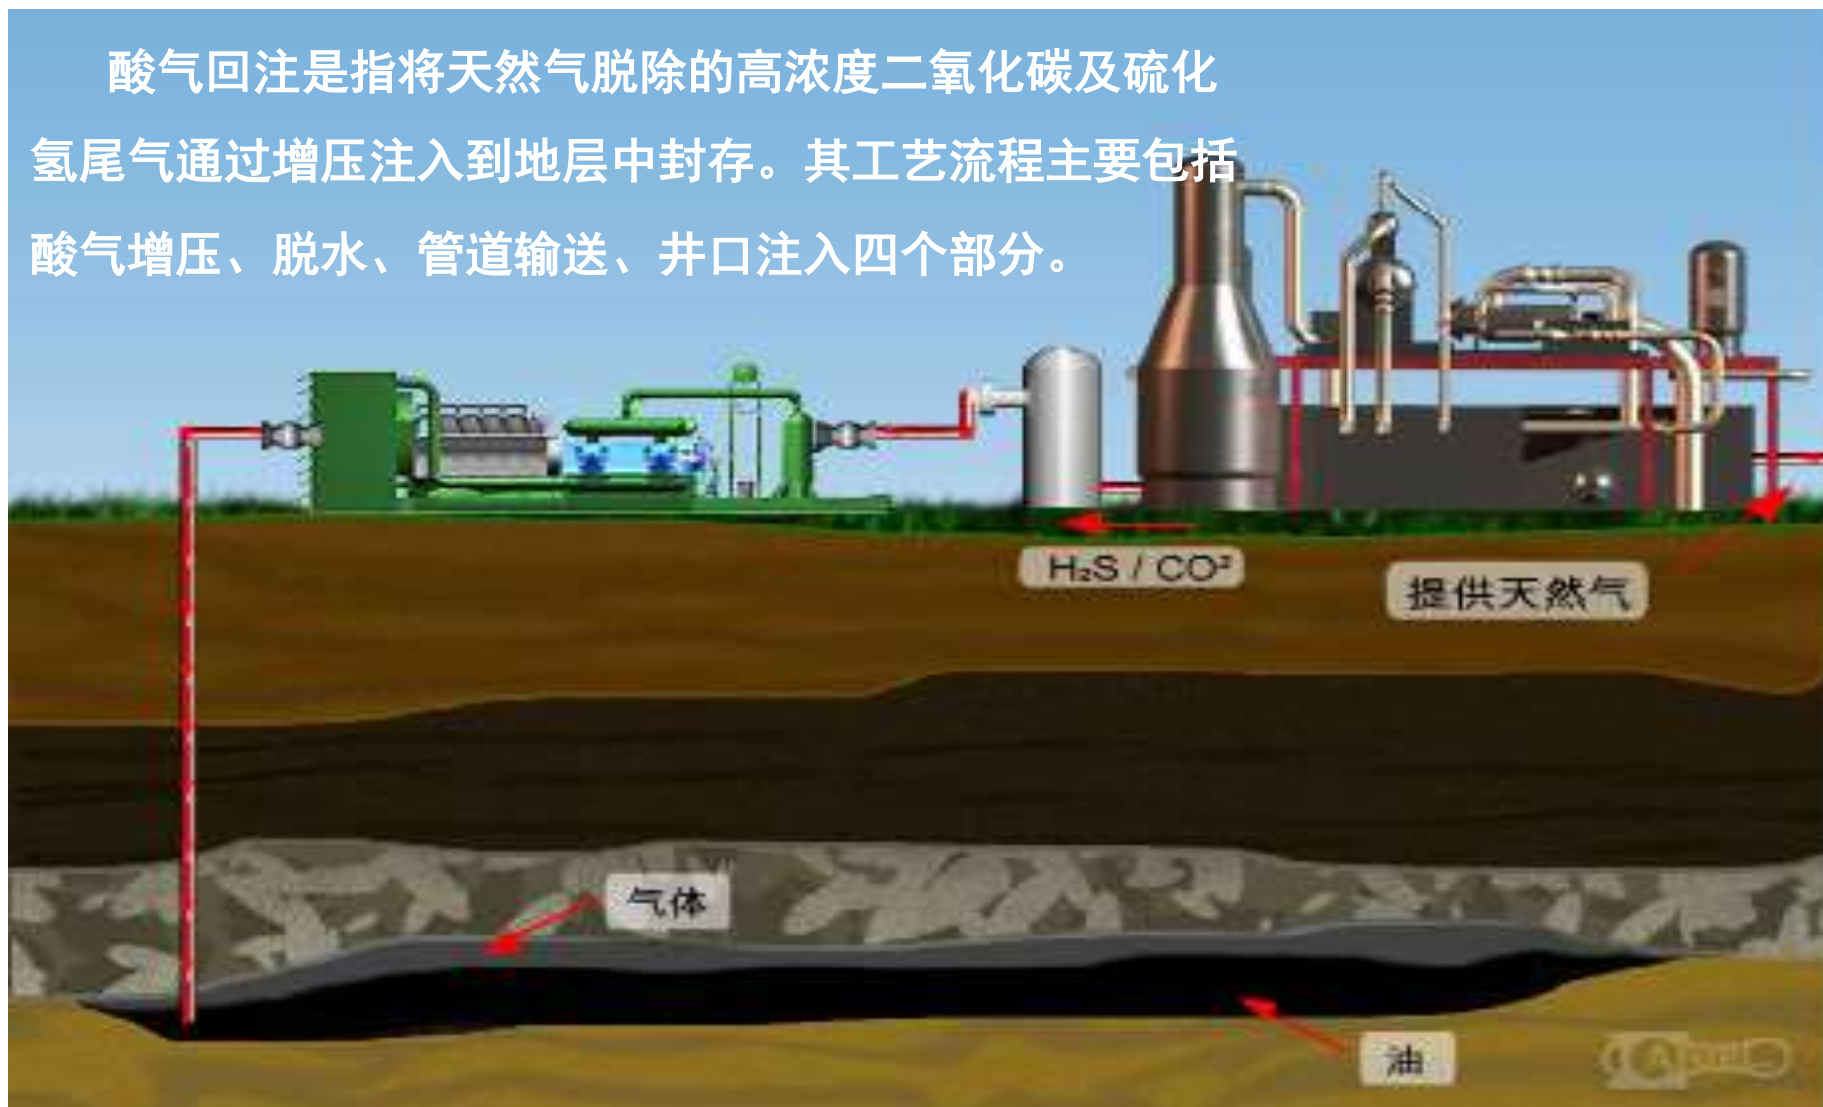 酸气回注是指将天然气脱除的高浓度二氧化碳及硫化
氢尾气通过增压注入到地层中封存。其工艺流程主要包括
酸气增压、脱水、管道输送、井口注入四个部分。
H₂S / CO²
提供天然气
气体
油